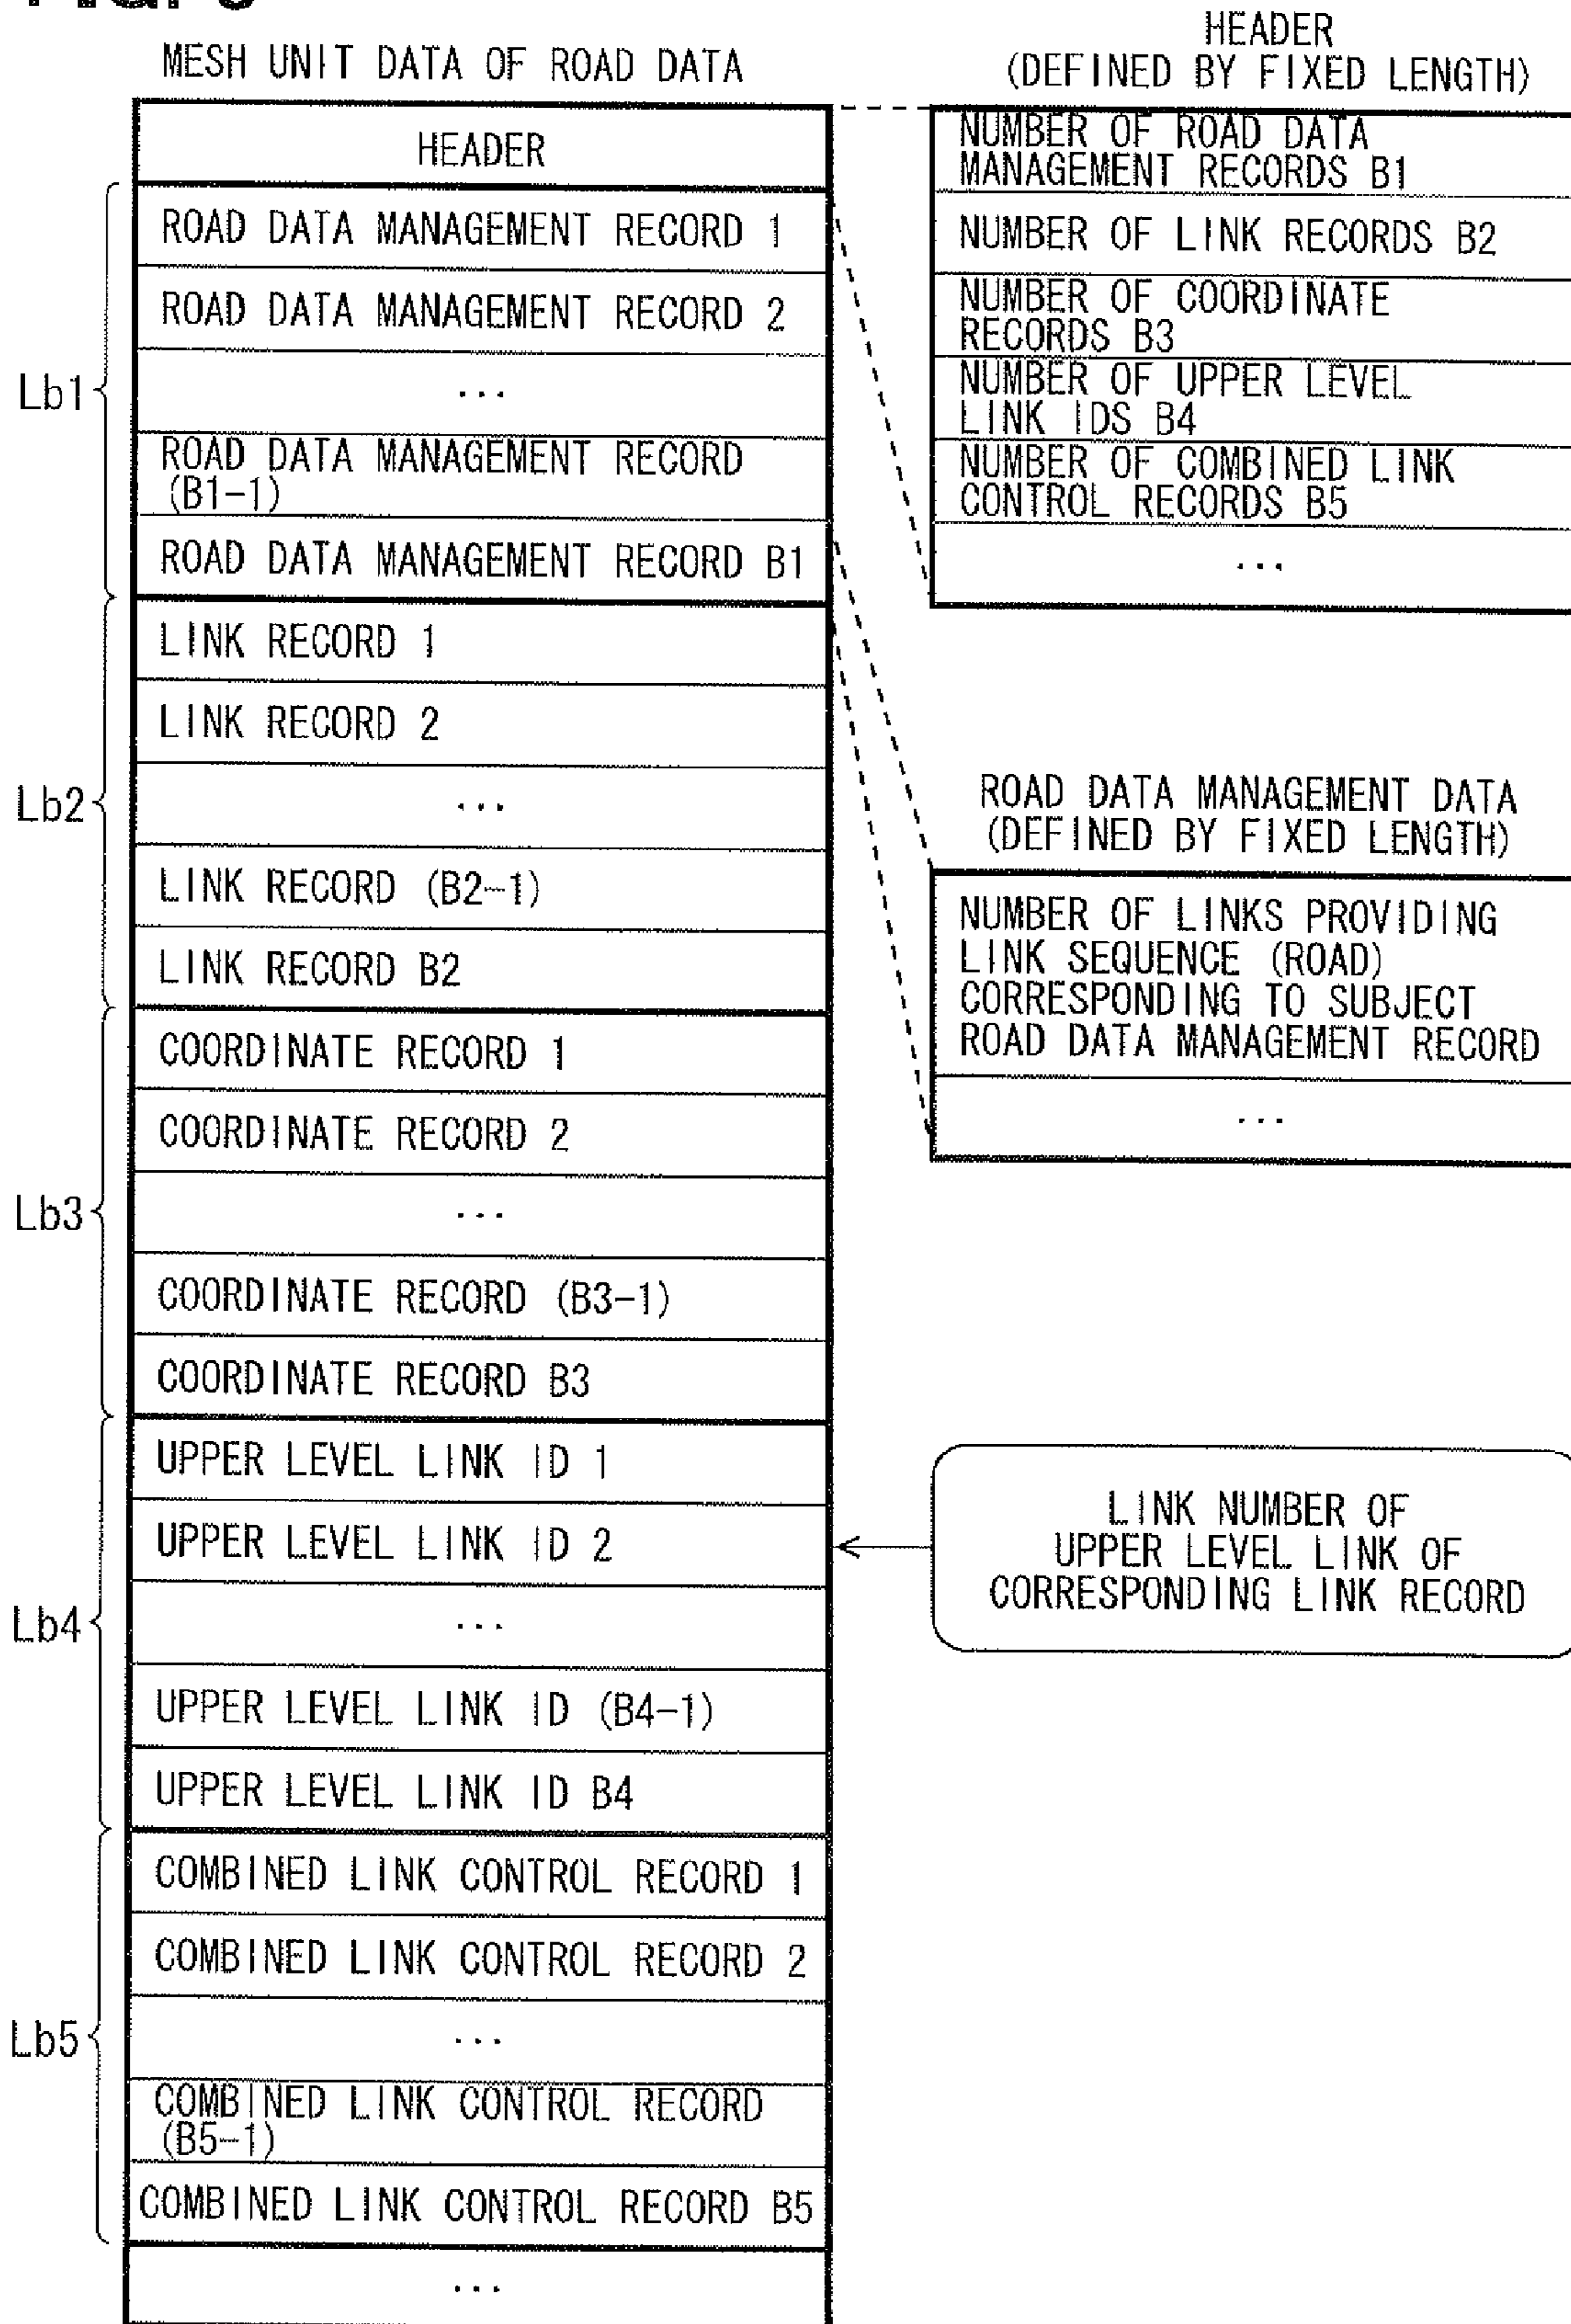 MESH UNIT DATA OF ROAD DATA
HEADER
Lb1
ROAD DATA MANAGEMENT RECORD 1
ROAD DATA MANAGEMENT RECORD 2
...
ROAD DATA MANAGEMENT RECORD
(B1-1)
ROAD DATA MANAGEMENT RECORD B1
Lb2
LINK RECORD 1
LINK RECORD 2
...
LINK RECORD (B2-1)
LINK RECORD B2
Lb3
COORDINATE RECORD 1
COORDINATE RECORD 2
...
COORDINATE RECORD (B3-1)
COORDINATE RECORD B3
Lb4
UPPER LEVEL LINK ID 1
UPPER LEVEL LINK ID 2
...
UPPER LEVEL LINK ID (B4-1)
UPPER LEVEL LINK ID B4
Lb5
COMBINED LINK CONTROL RECORD 1
COMBINED LINK CONTROL RECORD 2
...
COMBINED LINK CONTROL RECORD
(B5-1)
COMBINED LINK CONTROL RECORD B5
...
HEADER
(DEFINED BY FIXED LENGTH)
NUMBER OF ROAD DATA
MANAGEMENT RECORDS B1
NUMBER OF LINK RECORDS B2
NUMBER OF COORDINATE
RECORDS B3
NUMBER OF UPPER LEVEL
LINK IDS B4
NUMBER OF COMBINED LINK
CONTROL RECORDS B5
...
ROAD DATA MANAGEMENT DATA
(DEFINED BY FIXED LENGTH)
NUMBER OF LINKS PROVIDING
LINK SEQUENCE (ROAD)
CORRESPONDING TO SUBJECT
ROAD DATA MANAGEMENT RECORD
...
LINK NUMBER OF
UPPER LEVEL LINK OF
CORRESPONDING LINK RECORD